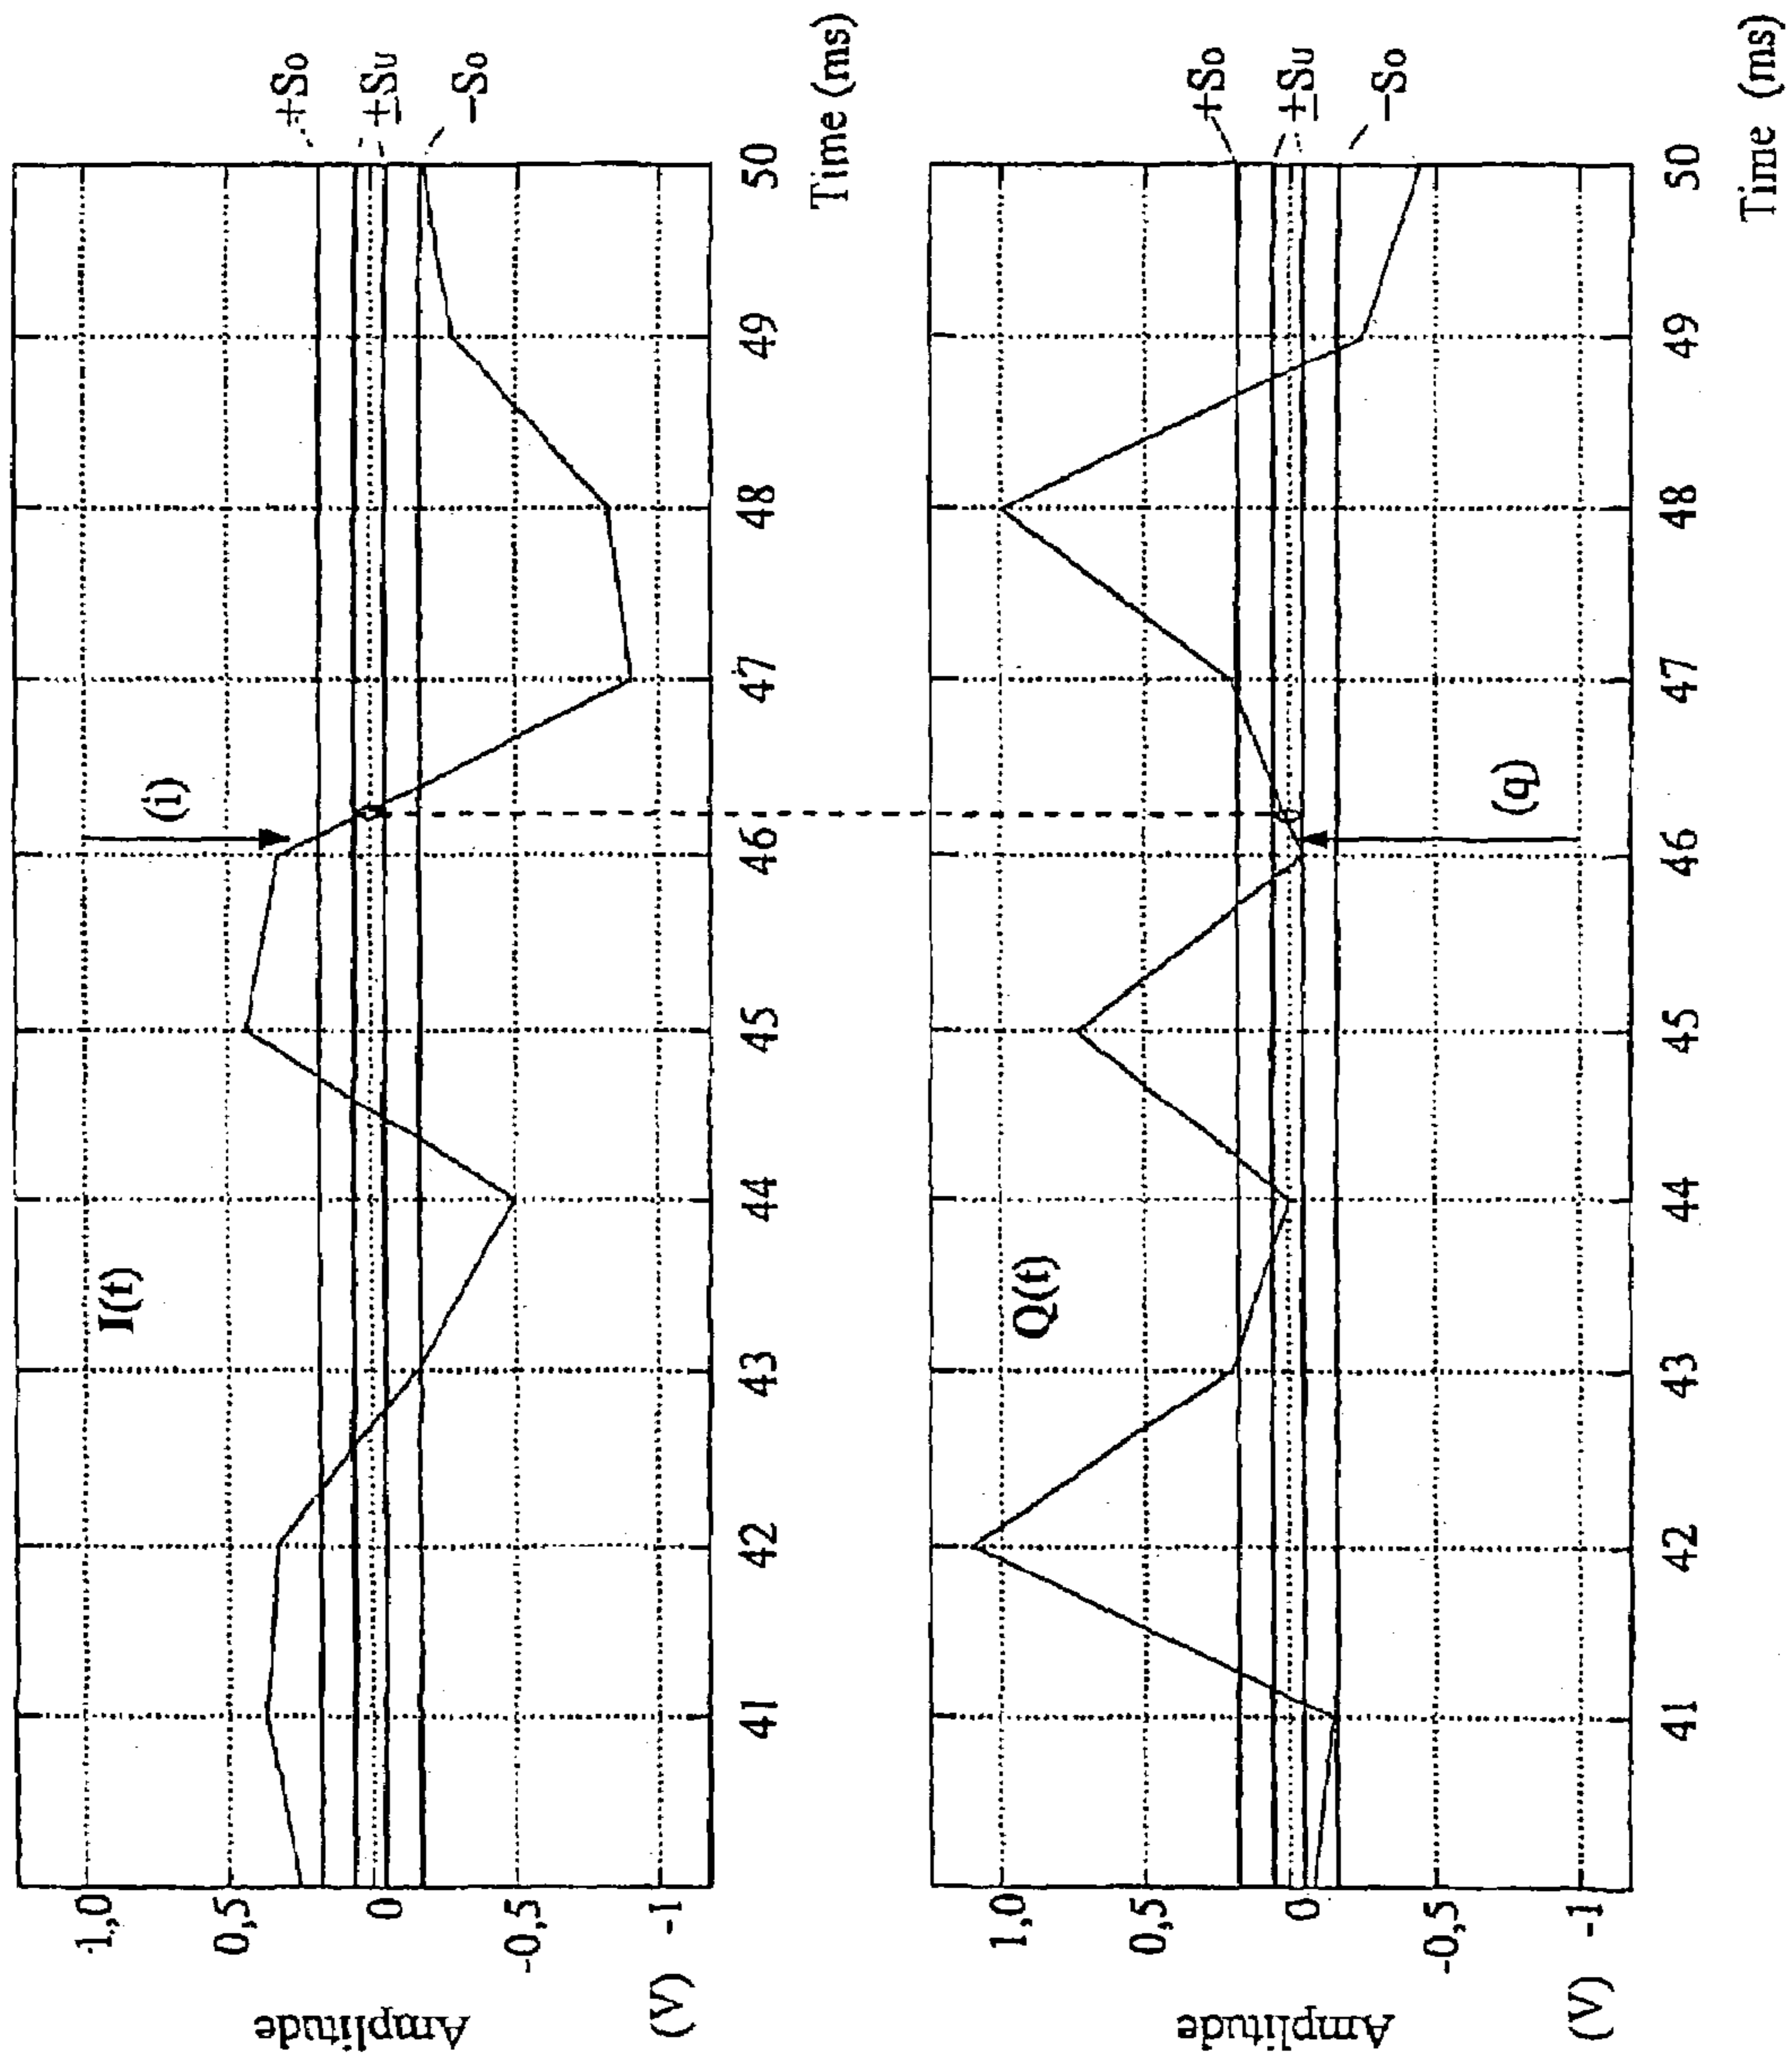 I(t)
(i)
1,0
0,5
0
-0,5
-1
Amplitude
(V)
+So
±Su
-So
41
42
43
44
45
46
47
48
49
50
Time (ms)
Q(t)
(q)
1,0
0,5
0
-0,5
-1
Amplitude
(V)
+So
±Su
-So
41
42
43
44
45
46
47
48
49
50
Time (ms)